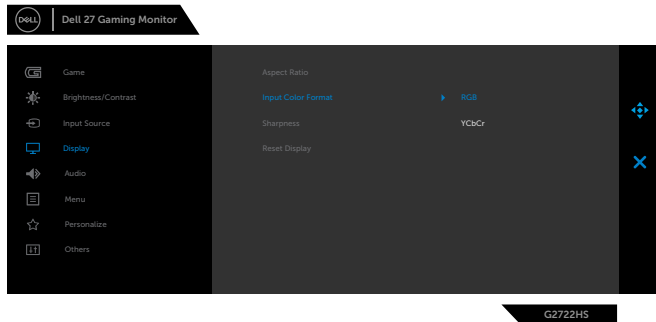 DELL
Dell 27 Gaming Monitor
Game
Aspect Ratio
Brightness/Contrast
Input Color Format
RGB
Input Source
Sharpness
YCbCr
Display
Reset Display
Audio
Menu
Personalize
Others
G2722HS